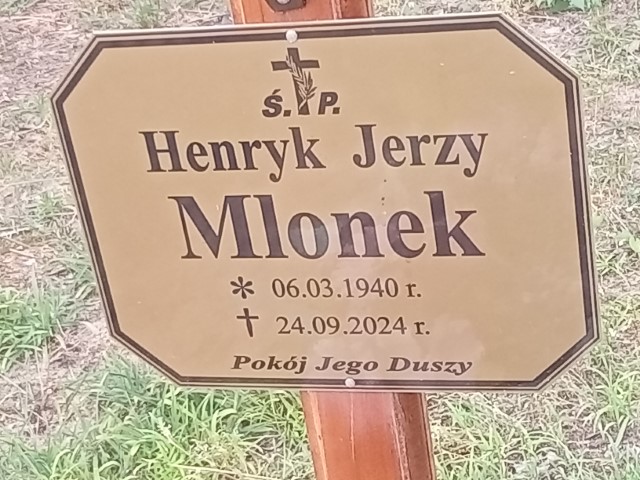 Ś. P.
Henryk Jerzy
Mlonek
* 06.03.1940 r.
† 24.09.2024 r.
Pokój Jego Duszy